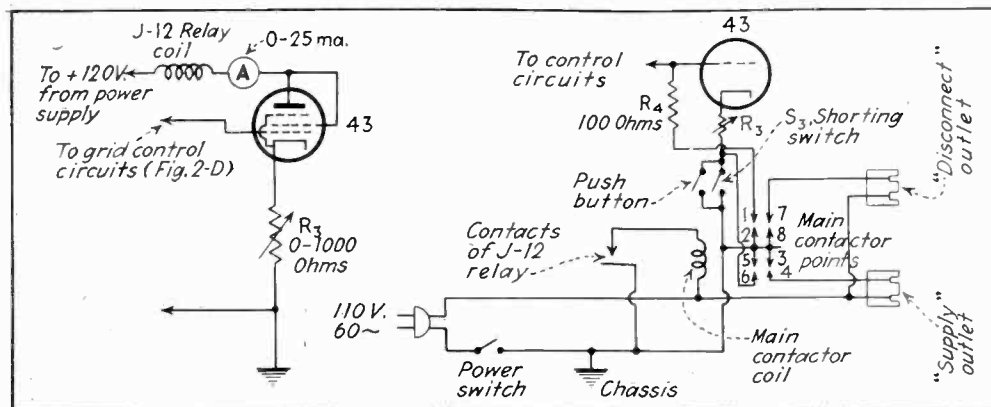 J-12 Relay
coil
0-25 ma.
A
To +120V.
from power
supply
43
To grid control
circuits (Fig. 2-D)
R3
0-1000
Ohms
43
To control
circuits
R4
100 Ohms
R3
S3, Shorting
switch
"Disconnect"
outlet
Push
button
1
7
2
8
5
3
6
4
Main
contactor
points
Contacts
of J-12
relay
110 V.
60~
Power
switch
Chassis
Main
contactor
coil
"Supply"
outlet